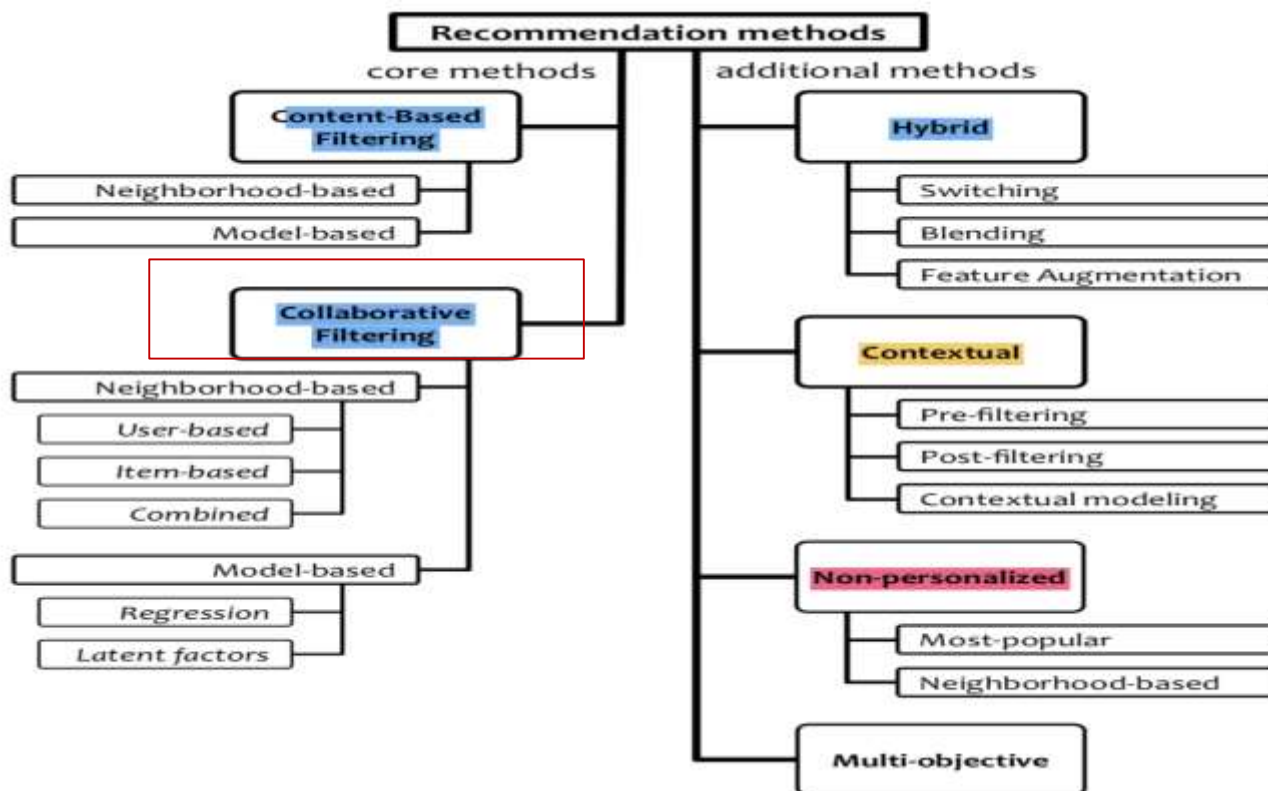 Recommendation methods
core methods
Content-Based
Filtering
Neighborhood-based
Model-based
Collaborative
Filtering
Neighborhood-based
User-based
Item-based
Combined
Model-based
Regression
Latent factors
additional methods
Hybrid
Switching
Blending
Feature Augmentation
Contextual
Pre-filtering
Post-filtering
Contextual modeling
Non-personalized
Most-popular
Neighborhood-based
Multi-objective